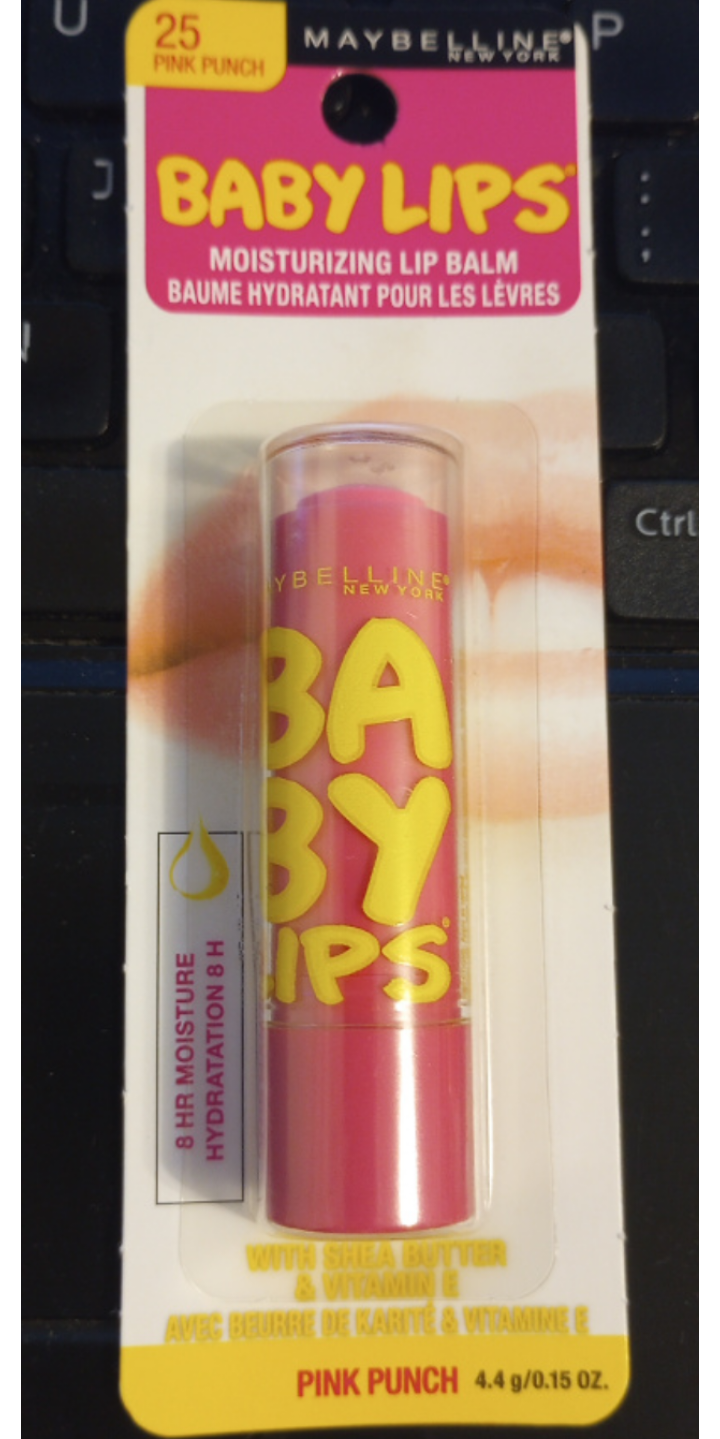 U
P
25
PINK PUNCH
MAYBELLINE®
NEW YORK
J
BABY LIPS
MOISTURIZING LIP BALM
BAUME HYDRATANT POUR LES LÈVRES
Ctrl
YBELLINE®
NEW YORK
BA
BY
LIPS®
8 HR MOISTURE
HYDRATATION 8 H
WITH SHEA BUTTER
& VITAMIN E
AVEC BEURRE DE KARITÉ & VITAMINE E
PINK PUNCH 4.4 g/0.15 OZ.